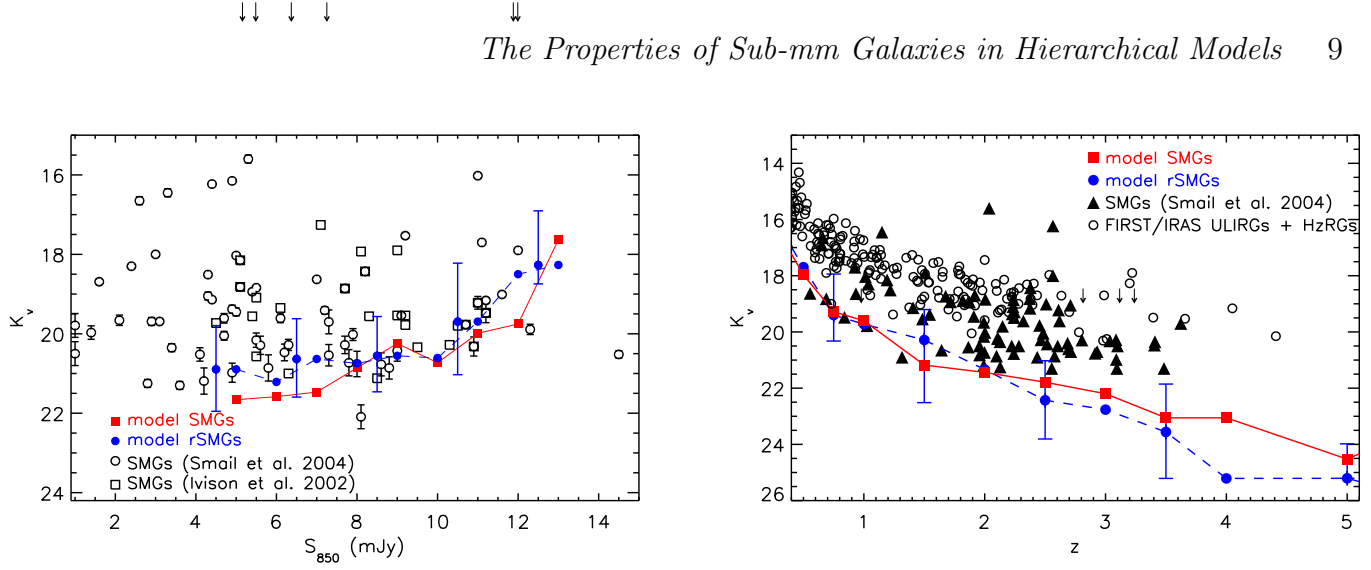 The Properties of Sub-mm Galaxies in Hierarchical Models 9
16
18
20
22
24
K_v
model SMGs
model rSMGs
SMGs (Smail et al. 2004)
SMGs (Ivison et al. 2002)
2 4 6 8 10 12 14
S_850 (mJy)
14
16
18
20
22
24
26
K_v
model SMGs
model rSMGs
SMGs (Smail et al. 2004)
FIRST/IRAS ULIRGs + HzRGs
1 2 3 4 5
z